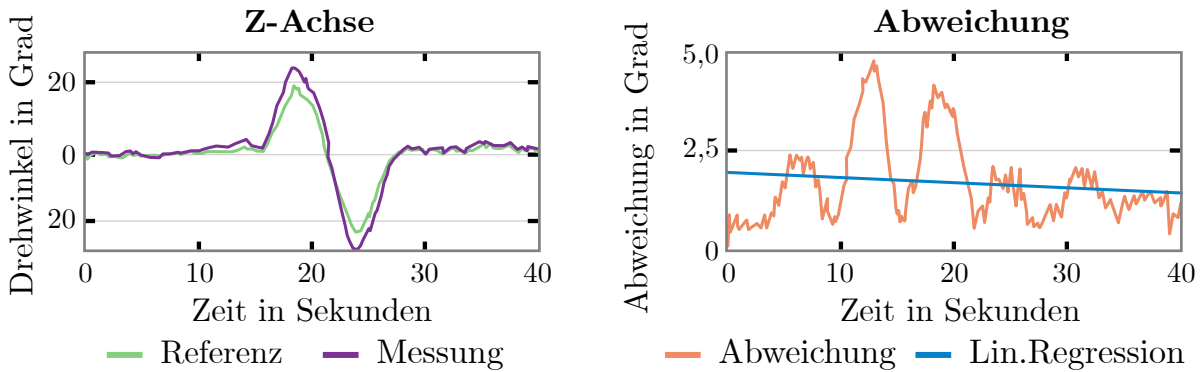 Z-Achse
Drehwinkel in Grad
20
0
20
0 10 20 30 40
Zeit in Sekunden
Referenz Messung
Abweichung
Abweichung in Grad
5,0
2,5
0
0 10 20 30 40
Zeit in Sekunden
Abweichung Lin.Regression